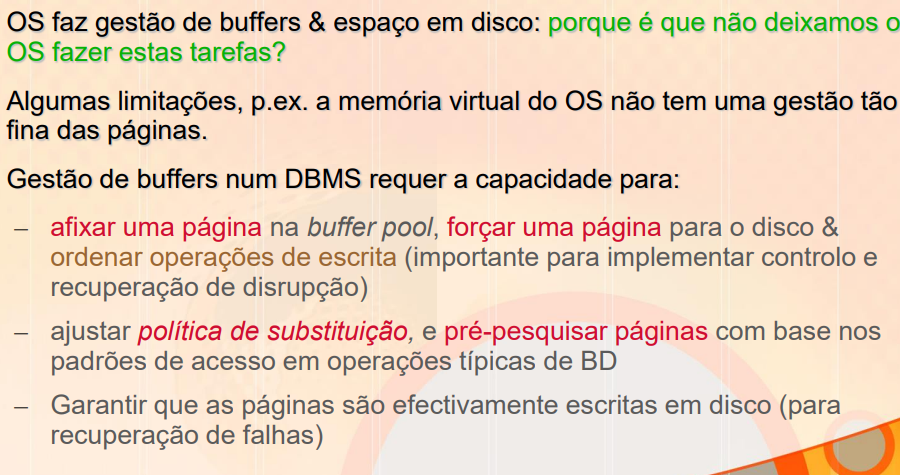 OS faz gestão de buffers & espaço em disco: porque é que não deixamos o
OS fazer estas tarefas?
Algumas limitações, p.ex. a memória virtual do OS não tem uma gestão tão
fina das páginas.
Gestão de buffers num DBMS requer a capacidade para:
– afixar uma página na buffer pool, forçar uma página para o disco &
ordenar operações de escrita (importante para implementar controlo e
recuperação de disrupção)
– ajustar política de substituição, e pré-pesquisar páginas com base nos
padrões de acesso em operações típicas de BD
– Garantir que as páginas são efectivamente escritas em disco (para
recuperação de falhas)